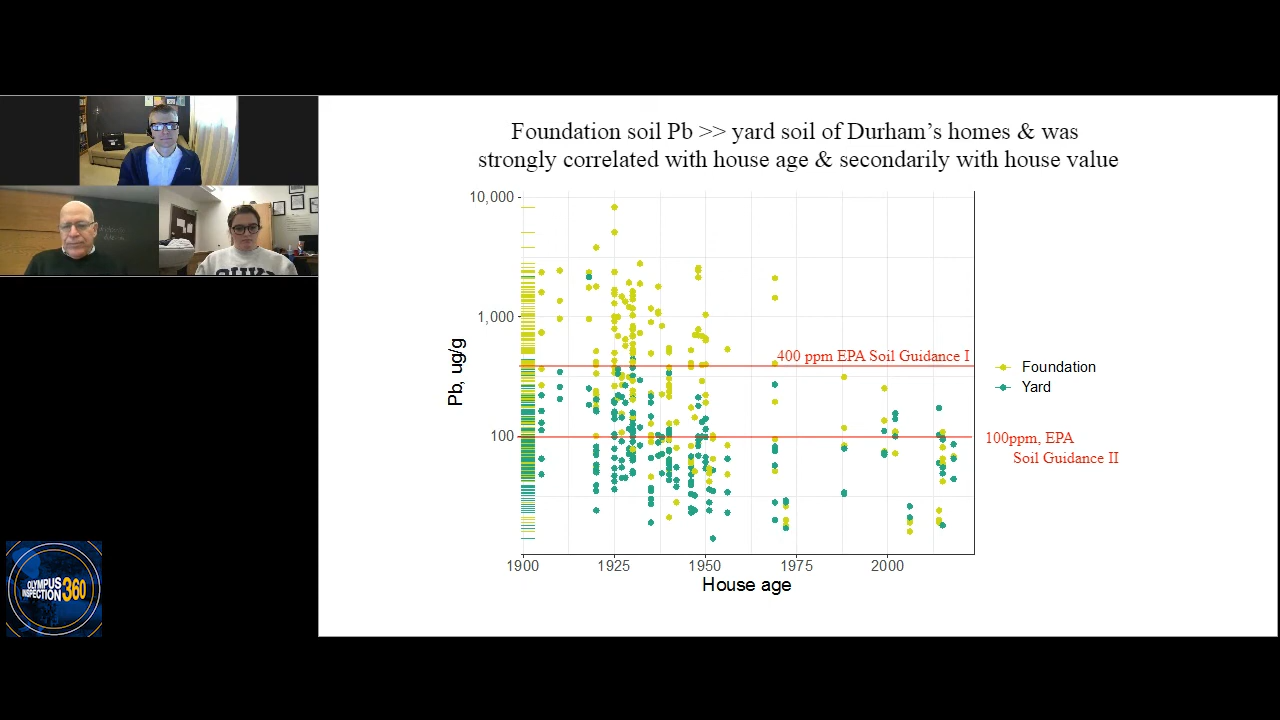 Foundation soil Pb >> yard soil of Durham's homes & was
strongly correlated with house age & secondarily with house value
10,000
1,000
100
Pb, ug/g
400 ppm EPA Soil Guidance I
100ppm, EPA
Soil Guidance II
Foundation
Yard
1900 1925 1950 1975 2000
House age
OLYMPUS
INSPECTION 360